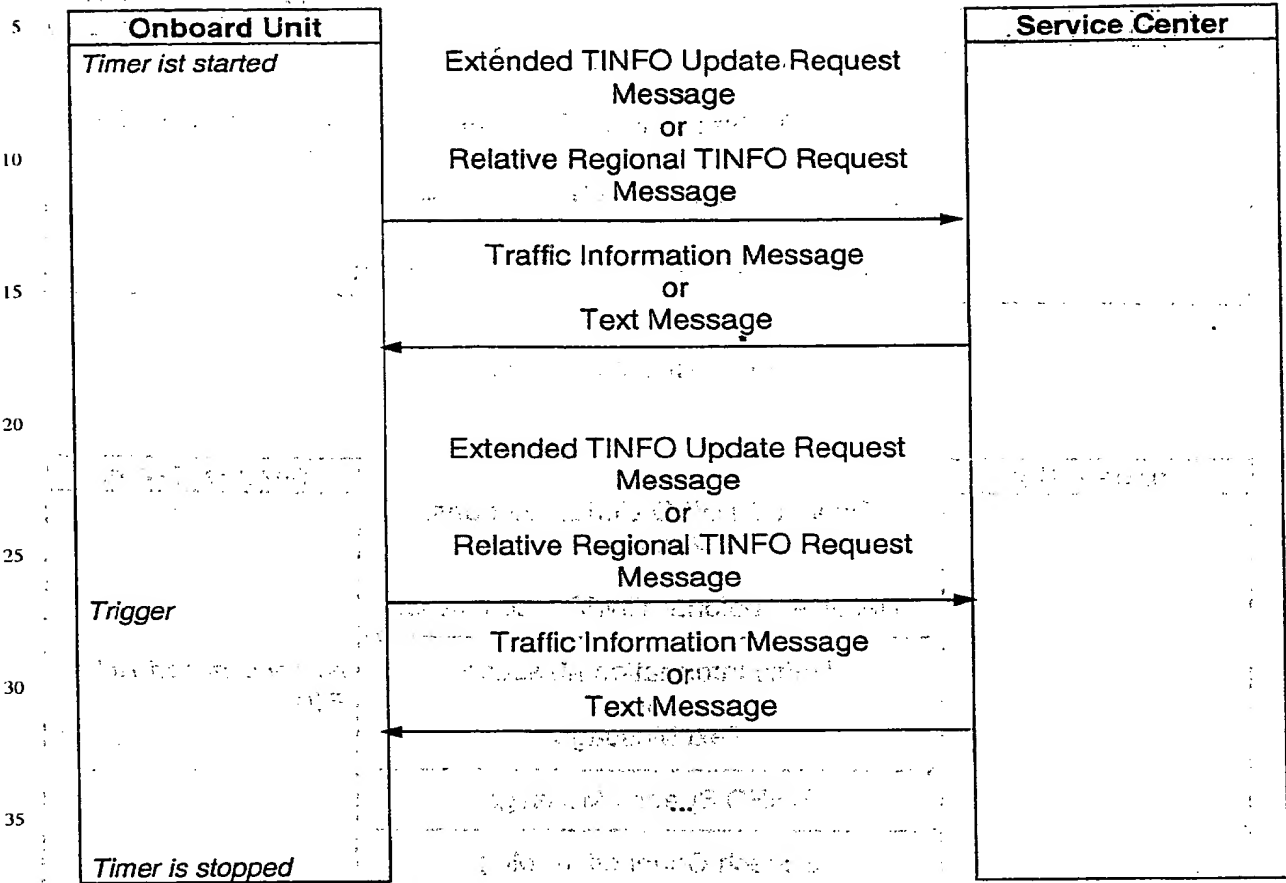 5
Onboard Unit
Service Center
Timer ist started
Extended TINFO Update Request
Message
or
10
Relative Regional TINFO Request
Message
Traffic Information Message
15
or
Text Message
20
Extended TINFO Update Request
Message
or
25
Relative Regional TINFO Request
Message
Trigger
Traffic Information Message
30
or
Text Message
35
...
Timer is stopped